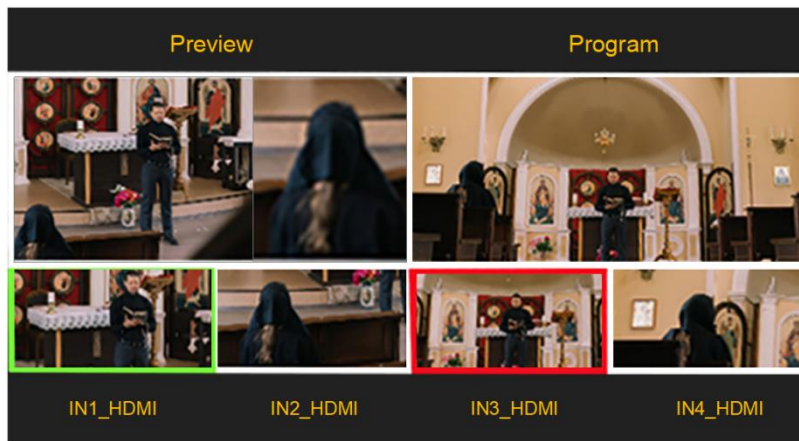 Preview
Program
IN1_HDMI
IN2_HDMI
IN3_HDMI
IN4_HDMI